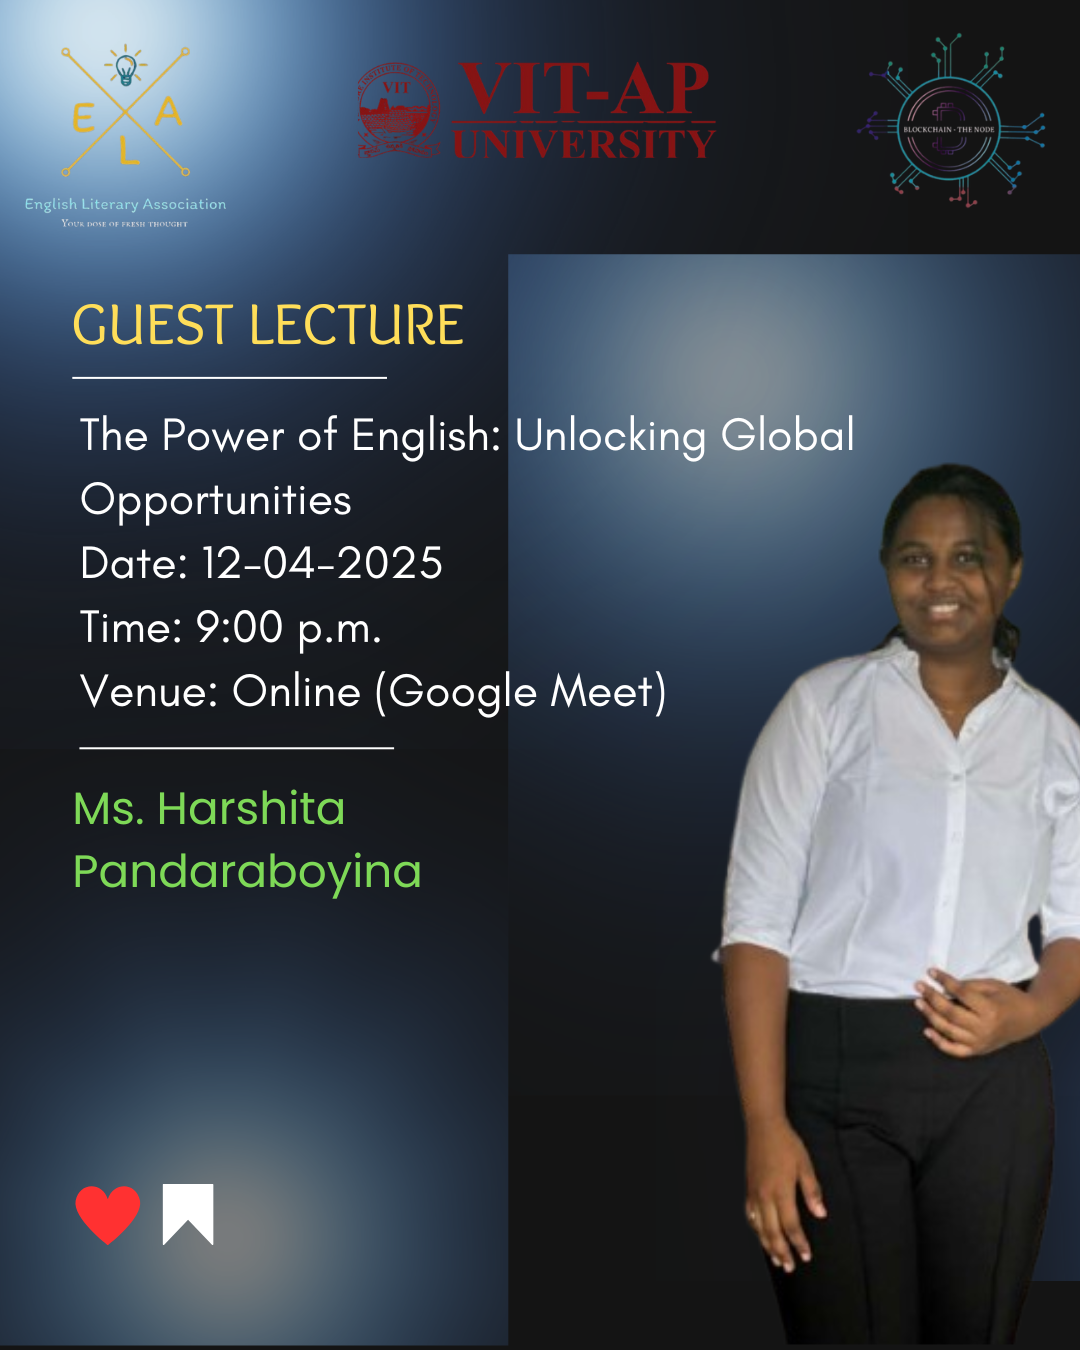 E A
L
English Literary Association
YOUR DOSE OF FRESH THOUGHT
VIT
VIT-AP
UNIVERSITY
BLOCKCHAIN - THE NODE
GUEST LECTURE
The Power of English: Unlocking Global
Opportunities
Date: 12-04-2025
Time: 9:00 p.m.
Venue: Online (Google Meet)
Ms. Harshita
Pandaraboyina